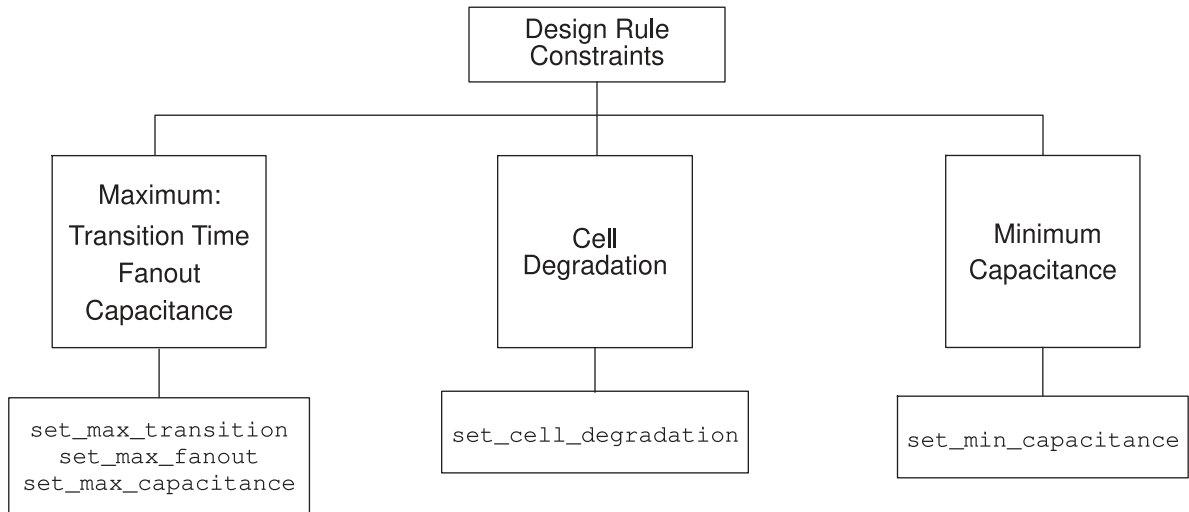 Design Rule
Constraints
Maximum:
Transition Time
Fanout
Capacitance
Cell
Degradation
Minimum
Capacitance
set_max_transition
set_max_fanout
set_max_capacitance
set_cell_degradation
set_min_capacitance